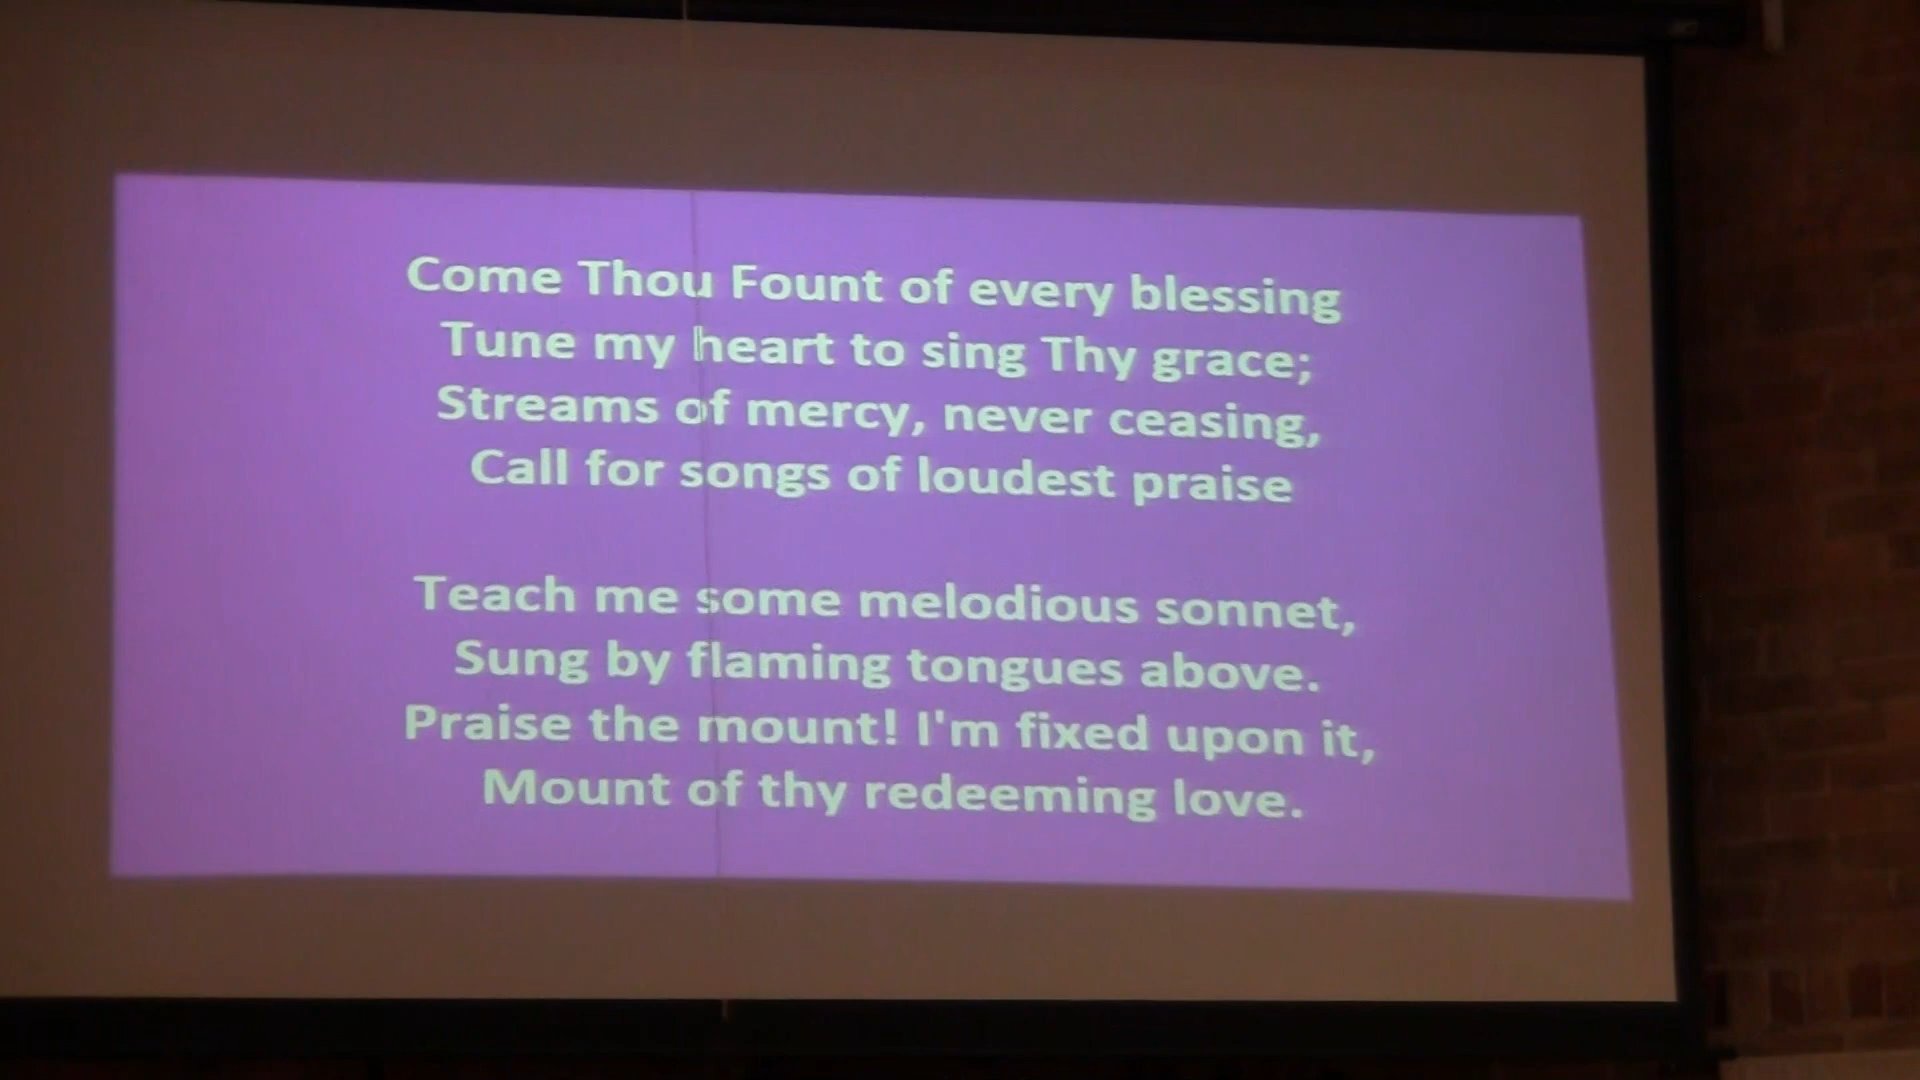 Come Thou Fount of every blessing
Tune my heart to sing Thy grace;
Streams of mercy, never ceasing,
Call for songs of loudest praise
Teach me some melodious sonnet,
Sung by flaming tongues above.
Praise the mount! I'm fixed upon it,
Mount of thy redeeming love.